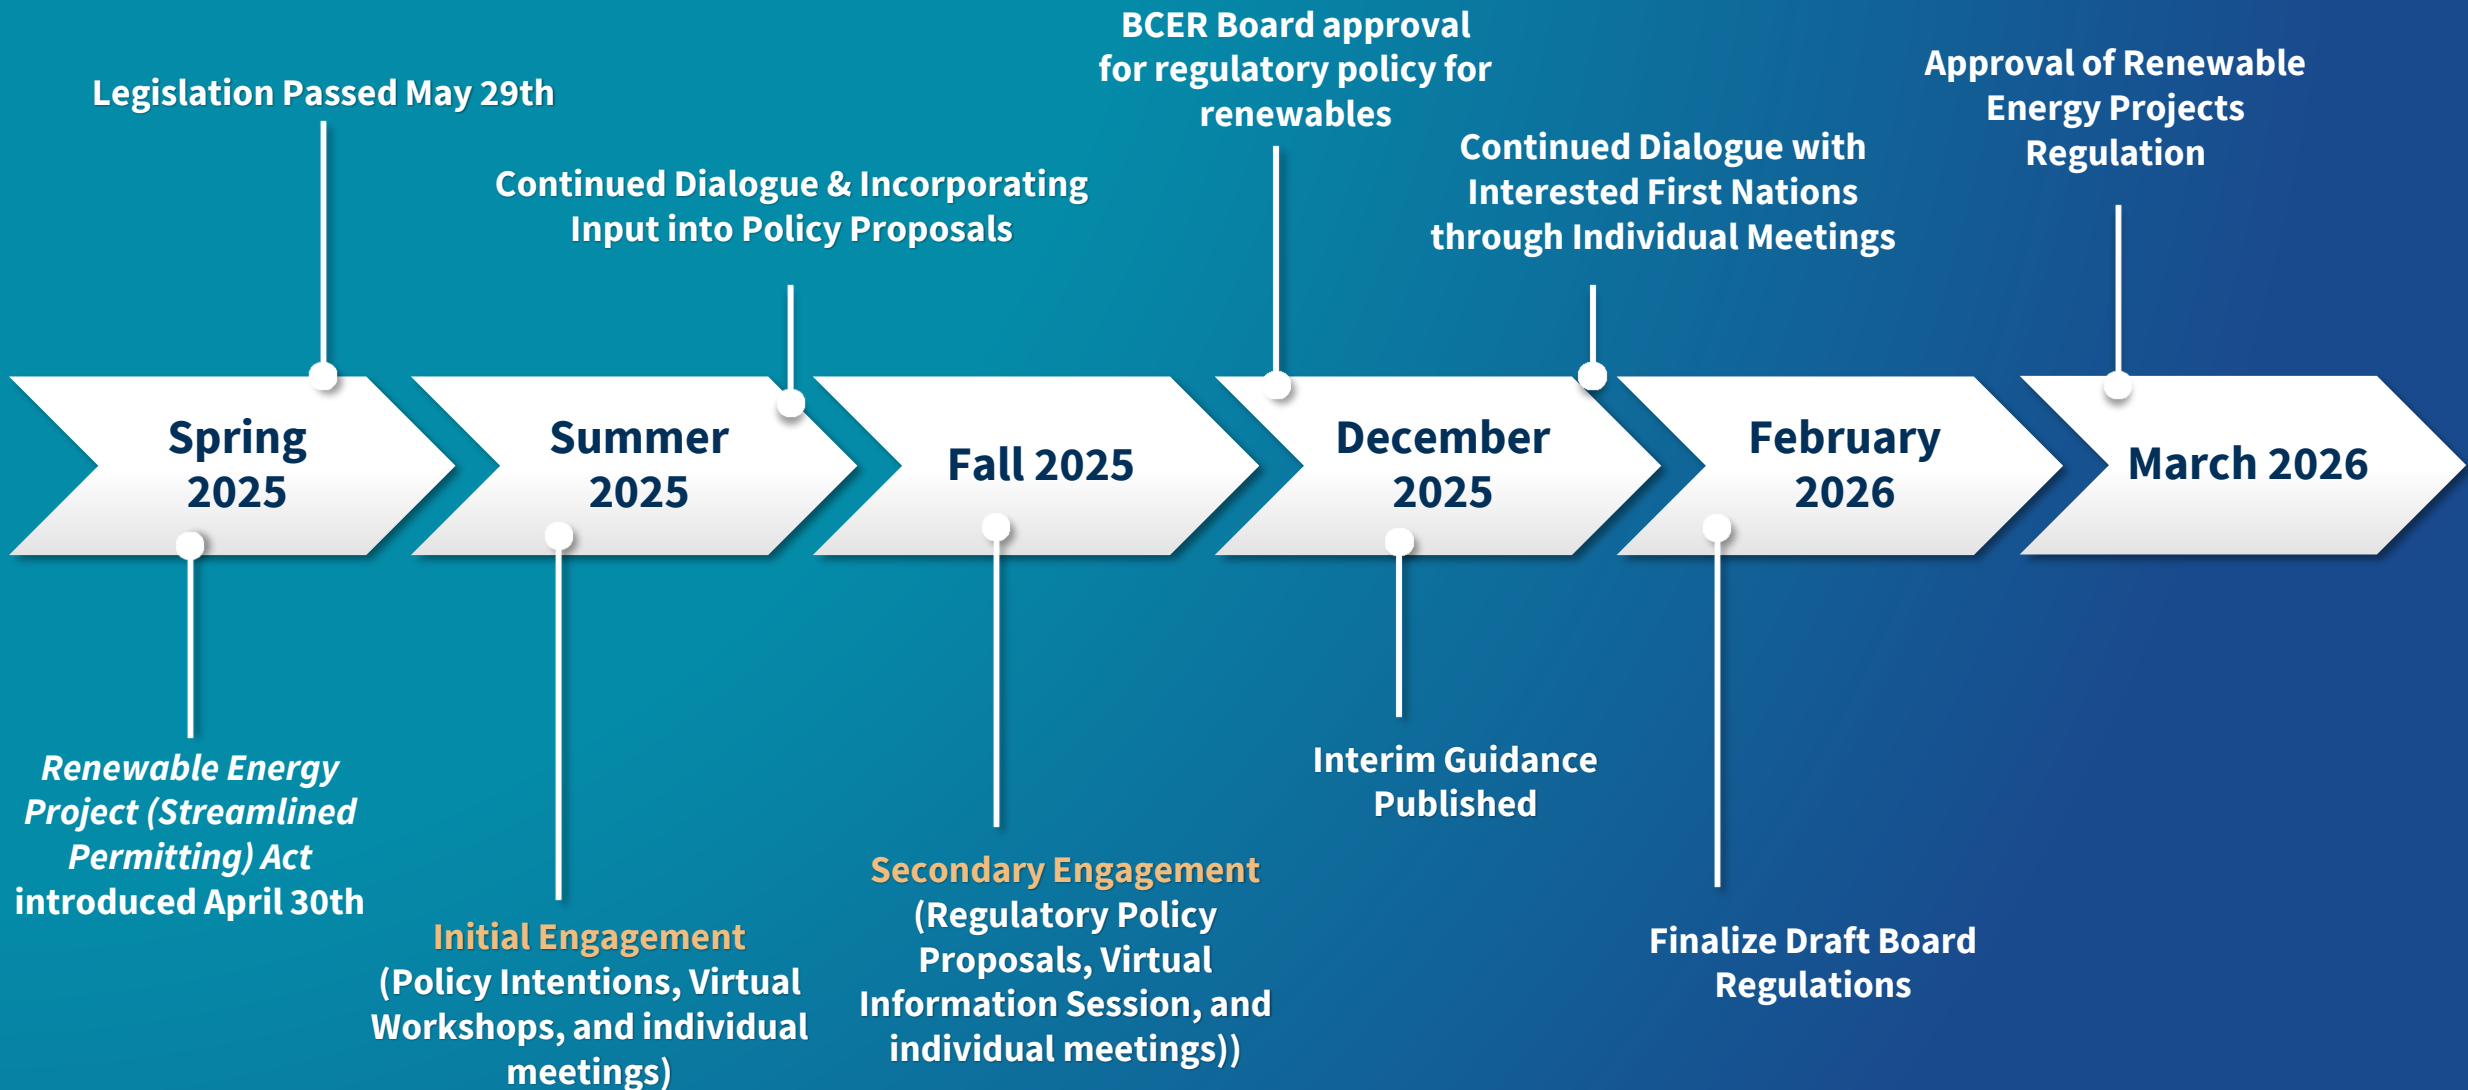 Legislation Passed May 29th
Continued Dialogue & Incorporating
Input into Policy Proposals
BCER Board approval
for regulatory policy for
renewables
Continued Dialogue with
Interested First Nations
through Individual Meetings
Approval of Renewable
Energy Projects
Regulation
Spring
2025
Summer
2025
Fall 2025
December
2025
February
2026
March 2026
Renewable Energy
Project (Streamlined
Permitting) Act
introduced April 30th
Initial Engagement
(Policy Intentions, Virtual
Workshops, and individual
meetings)
Secondary Engagement
(Regulatory Policy
Proposals, Virtual
Information Session, and
individual meetings))
Interim Guidance
Published
Finalize Draft Board
Regulations